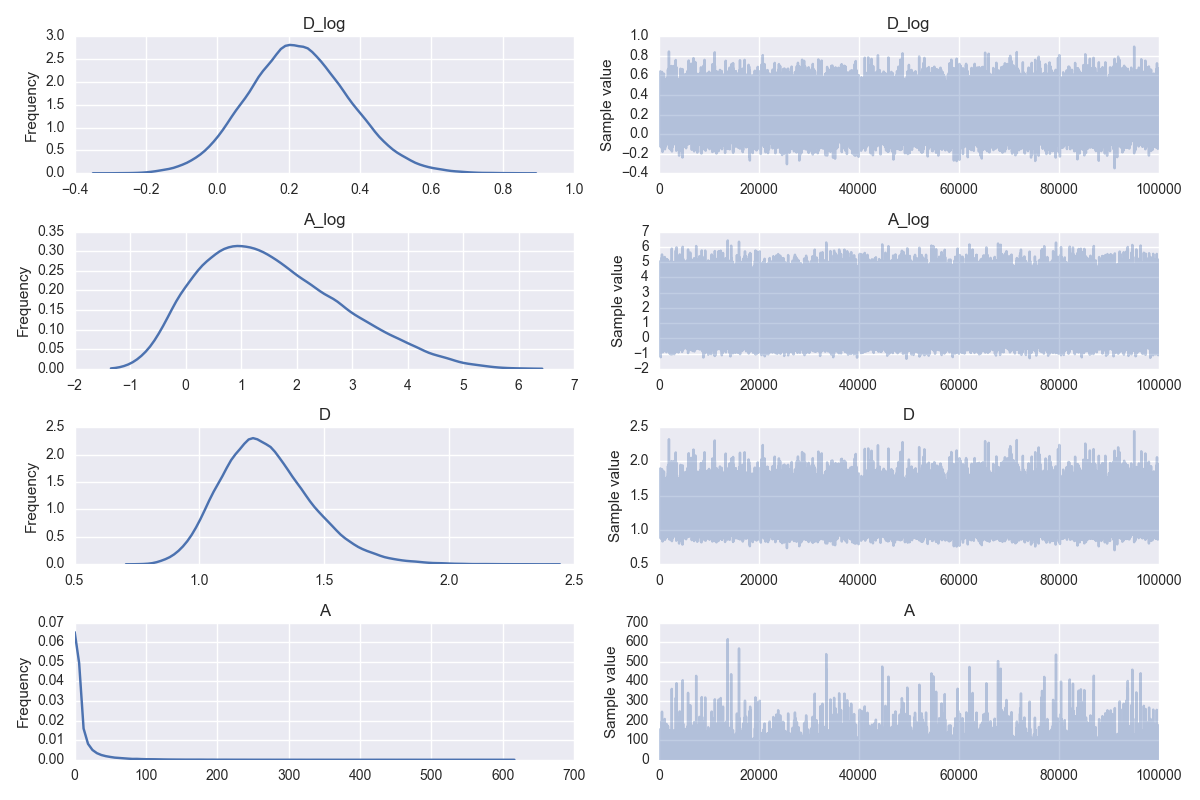 D_log
3.0
2.5
2.0
1.5
1.0
0.5
0.0
Frequency
−0.4 −0.2 0.0 0.2 0.4 0.6 0.8 1.0
D_log
1.0
0.8
0.6
0.4
0.2
0.0
−0.2
−0.4
Sample value
0 20000 40000 60000 80000 100000
A_log
0.35
0.30
0.25
0.20
0.15
0.10
0.05
0.00
Frequency
−2 −1 0 1 2 3 4 5 6 7
A_log
7
6
5
4
3
2
1
0
−1
−2
Sample value
0 20000 40000 60000 80000 100000
D
2.5
2.0
1.5
1.0
0.5
0.0
Frequency
0.5 1.0 1.5 2.0 2.5
D
2.5
2.0
1.5
1.0
0.5
Sample value
0 20000 40000 60000 80000 100000
A
0.07
0.06
0.05
0.04
0.03
0.02
0.01
0.00
Frequency
0 100 200 300 400 500 600 700
A
700
600
500
400
300
200
100
0
Sample value
0 20000 40000 60000 80000 100000